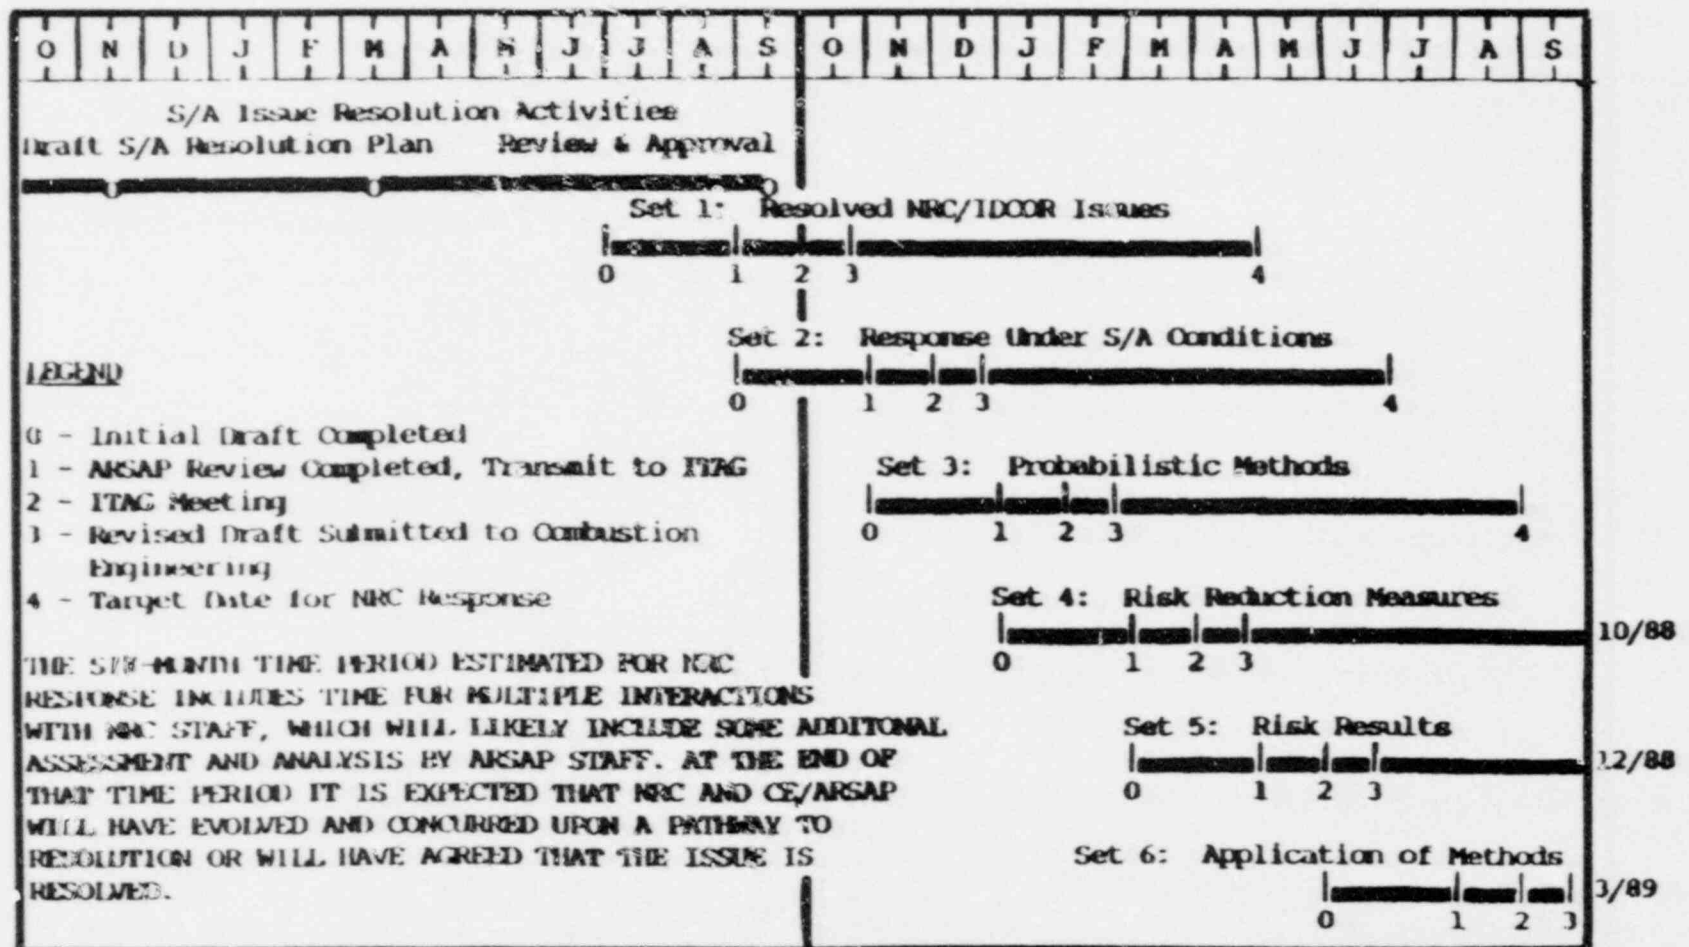 O N D J F M A M J J A S O N D J F M A M J J A S
S/A Issue Resolution Activities
Draft S/A Resolution Plan Review & Approval
Set 1: Resolved NRC/IDCOR Issues
0 1 2 3 4
Set 2: Response Under S/A Conditions
0 1 2 3 4
LEGEND
0 - Initial Draft Completed
1 - ARSAP Review Completed, Transmit to ITAG
2 - ITAG Meeting
3 - Revised Draft Submitted to Combustion
Engineering
4 - Target Date for NRC Response
Set 3: Probabilistic Methods
0 1 2 3 4
Set 4: Risk Reduction Measures
10/88
0 1 2 3
THE SIX-MONTH TIME PERIOD ESTIMATED FOR NRC
RESPONSE INCLUDES TIME FOR MULTIPLE INTERACTIONS
WITH NRC STAFF, WHICH WILL LIKELY INCLUDE SOME ADDITONAL
ASSESSMENT AND ANALYSIS BY ARSAP STAFF. AT THE END OF
THAT TIME PERIOD IT IS EXPECTED THAT NRC AND CE/ARSAP
WILL HAVE EVOLVED AND CONCURRED UPON A PATHWAY TO
RESOLUTION OR WILL HAVE AGREED THAT THE ISSUE IS
RESOLVED.
Set 5: Risk Results
12/88
0 1 2 3
Set 6: Application of Methods
3/89
0 1 2 3